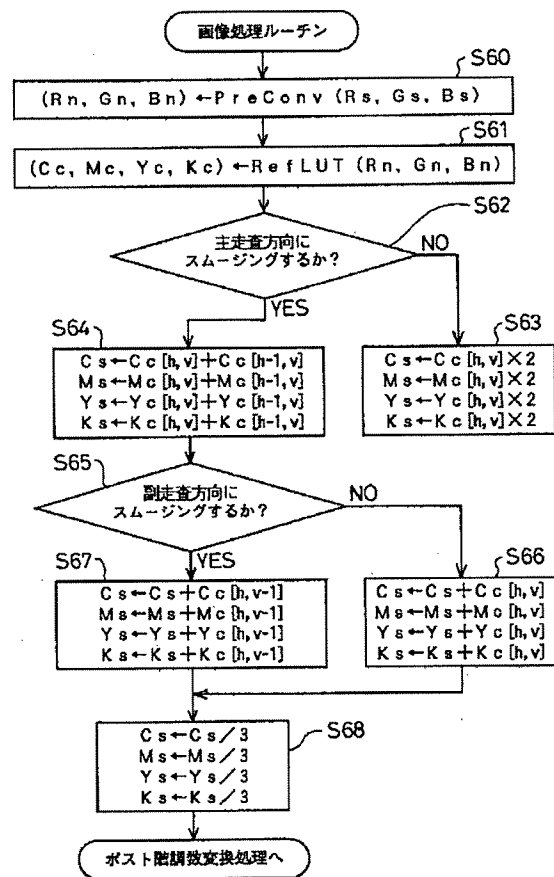 画像処理ルーチン
S60
(Rn, Gn, Bn)←PreConv(Rs, Gs, Bs)
S61
(Cc, Mc, Yc, Kc)←RefLUT(Rn, Gn, Bn)
S62
主走査方向に
スムージングするか?
NO
YES
S64
Cs←Cc[h,v]+Cc[h-1,v]
Ms←Mc[h,v]+Mc[h-1,v]
Ys←Yc[h,v]+Yc[h-1,v]
Ks←Kc[h,v]+Kc[h-1,v]
S63
Cs←Cc[h,v]×2
Ms←Mc[h,v]×2
Ys←Yc[h,v]×2
Ks←Kc[h,v]×2
S65
副走査方向に
スムージングするか?
NO
YES
S67
Cs←Cs+Cc[h,v-1]
Ms←Ms+Mc[h,v-1]
Ys←Ys+Yc[h,v-1]
Ks←Ks+Kc[h,v-1]
S66
Cs←Cs+Cc[h,v]
Ms←Ms+Mc[h,v]
Ys←Ys+Yc[h,v]
Ks←Ks+Kc[h,v]
S68
Cs←Cs/3
Ms←Ms/3
Ys←Ys/3
Ks←Ks/3
ポスト階調数変換処理へ